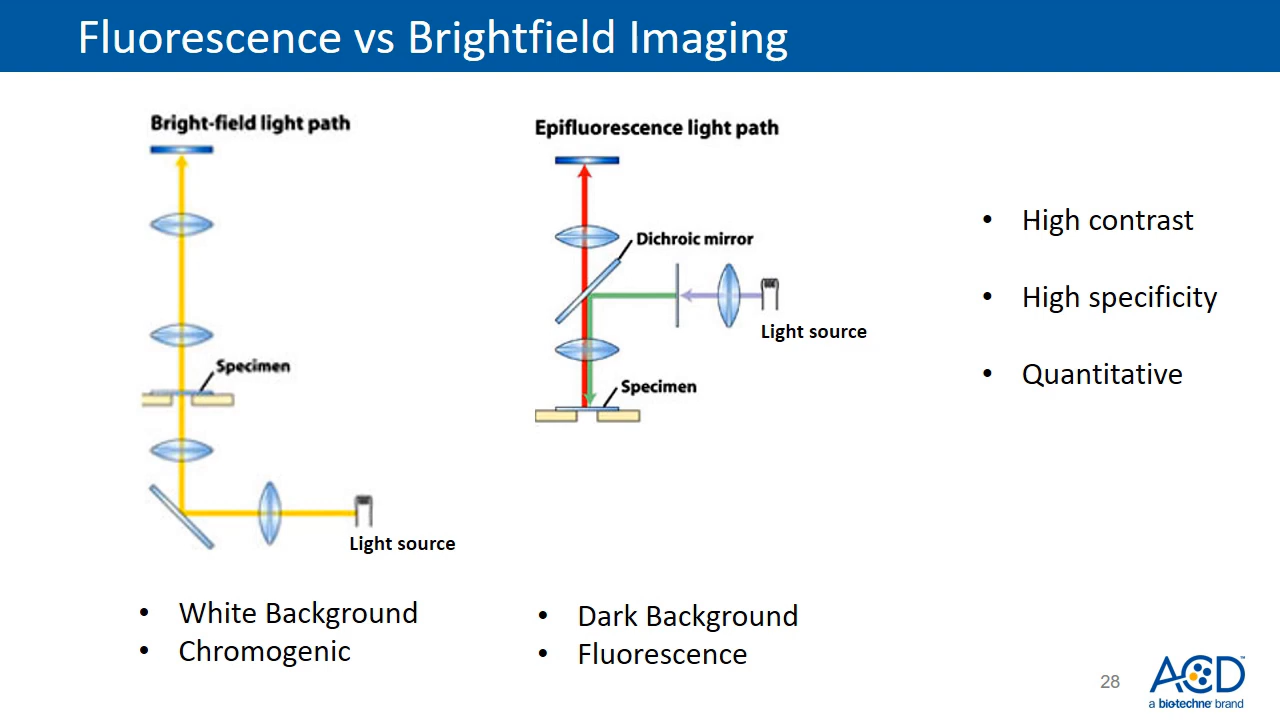 Fluorescence vs Brightfield Imaging
Bright-field light path
Specimen
Light source
• White Background
• Chromogenic
Epifluorescence light path
Dichroic mirror
Light source
Specimen
• Dark Background
• Fluorescence
• High contrast
• High specificity
• Quantitative
28
ACD™
a biotechne brand